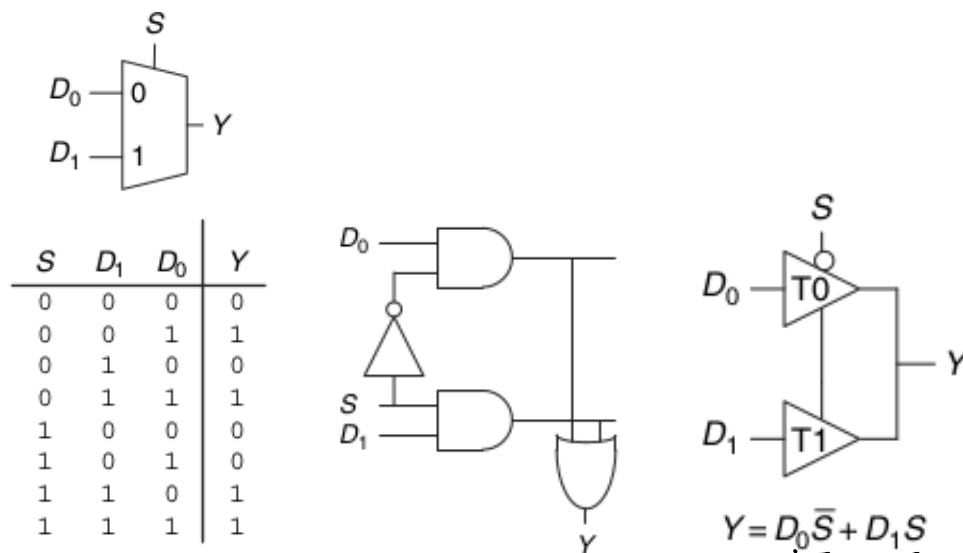 S
D₀ 0
Y
D₁ 1
S D₁ D₀ Y
0 0 0 0
0 0 1 1
0 1 0 0
0 1 1 1
1 0 0 0
1 0 1 0
1 1 0 1
1 1 1 1
D₀
S
D₁
Y
S
D₀ T0
Y
D₁ T1
Y = D₀S̅ + D₁S